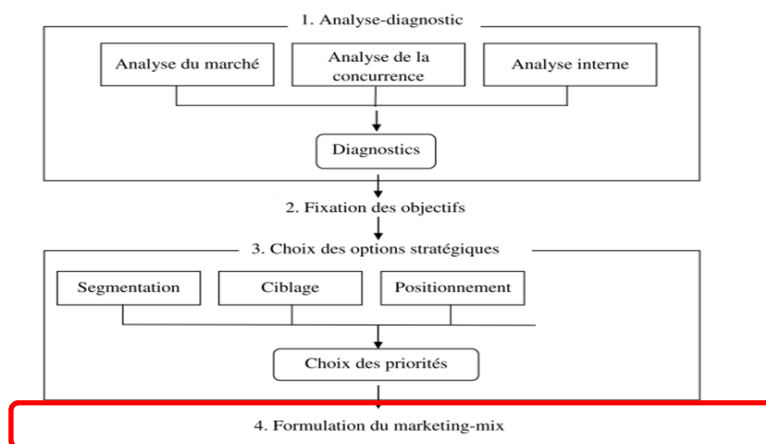 1. Analyse-diagnostic
Analyse du marché
Analyse de la
concurrence
Analyse interne
Diagnostics
2. Fixation des objectifs
3. Choix des options stratégiques
Segmentation
Ciblage
Positionnement
Choix des priorités
4. Formulation du marketing-mix